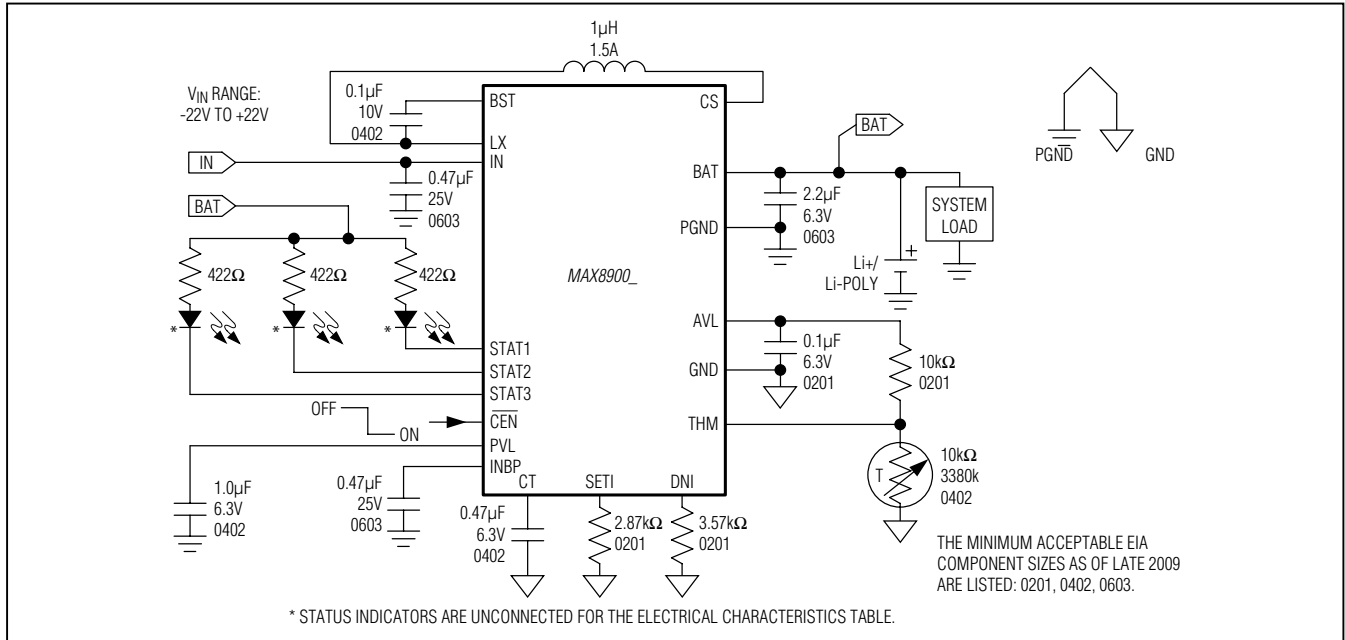 1µH
1.5A
V_IN RANGE:
-22V TO +22V
0.1µF
10V
0402
BST
CS
LX
IN
IN
BAT
PGND
GND
0.47µF
25V
0603
BAT
BAT
2.2µF
6.3V
0603
PGND
SYSTEM
LOAD
422Ω
422Ω
422Ω
MAX8900_
+
Li+/
Li-POLY
*
*
*
AVL
STAT1
STAT2
STAT3
0.1µF
6.3V
0201
GND
10kΩ
0201
OFF
ON
C̅E̅N̅
THM
PVL
INBP
T
10kΩ
3380k
0402
1.0µF
6.3V
0402
0.47µF
25V
0603
CT
SETI
DNI
0.47µF
6.3V
0402
2.87kΩ
0201
3.57kΩ
0201
THE MINIMUM ACCEPTABLE EIA
COMPONENT SIZES AS OF LATE 2009
ARE LISTED: 0201, 0402, 0603.
* STATUS INDICATORS ARE UNCONNECTED FOR THE ELECTRICAL CHARACTERISTICS TABLE.